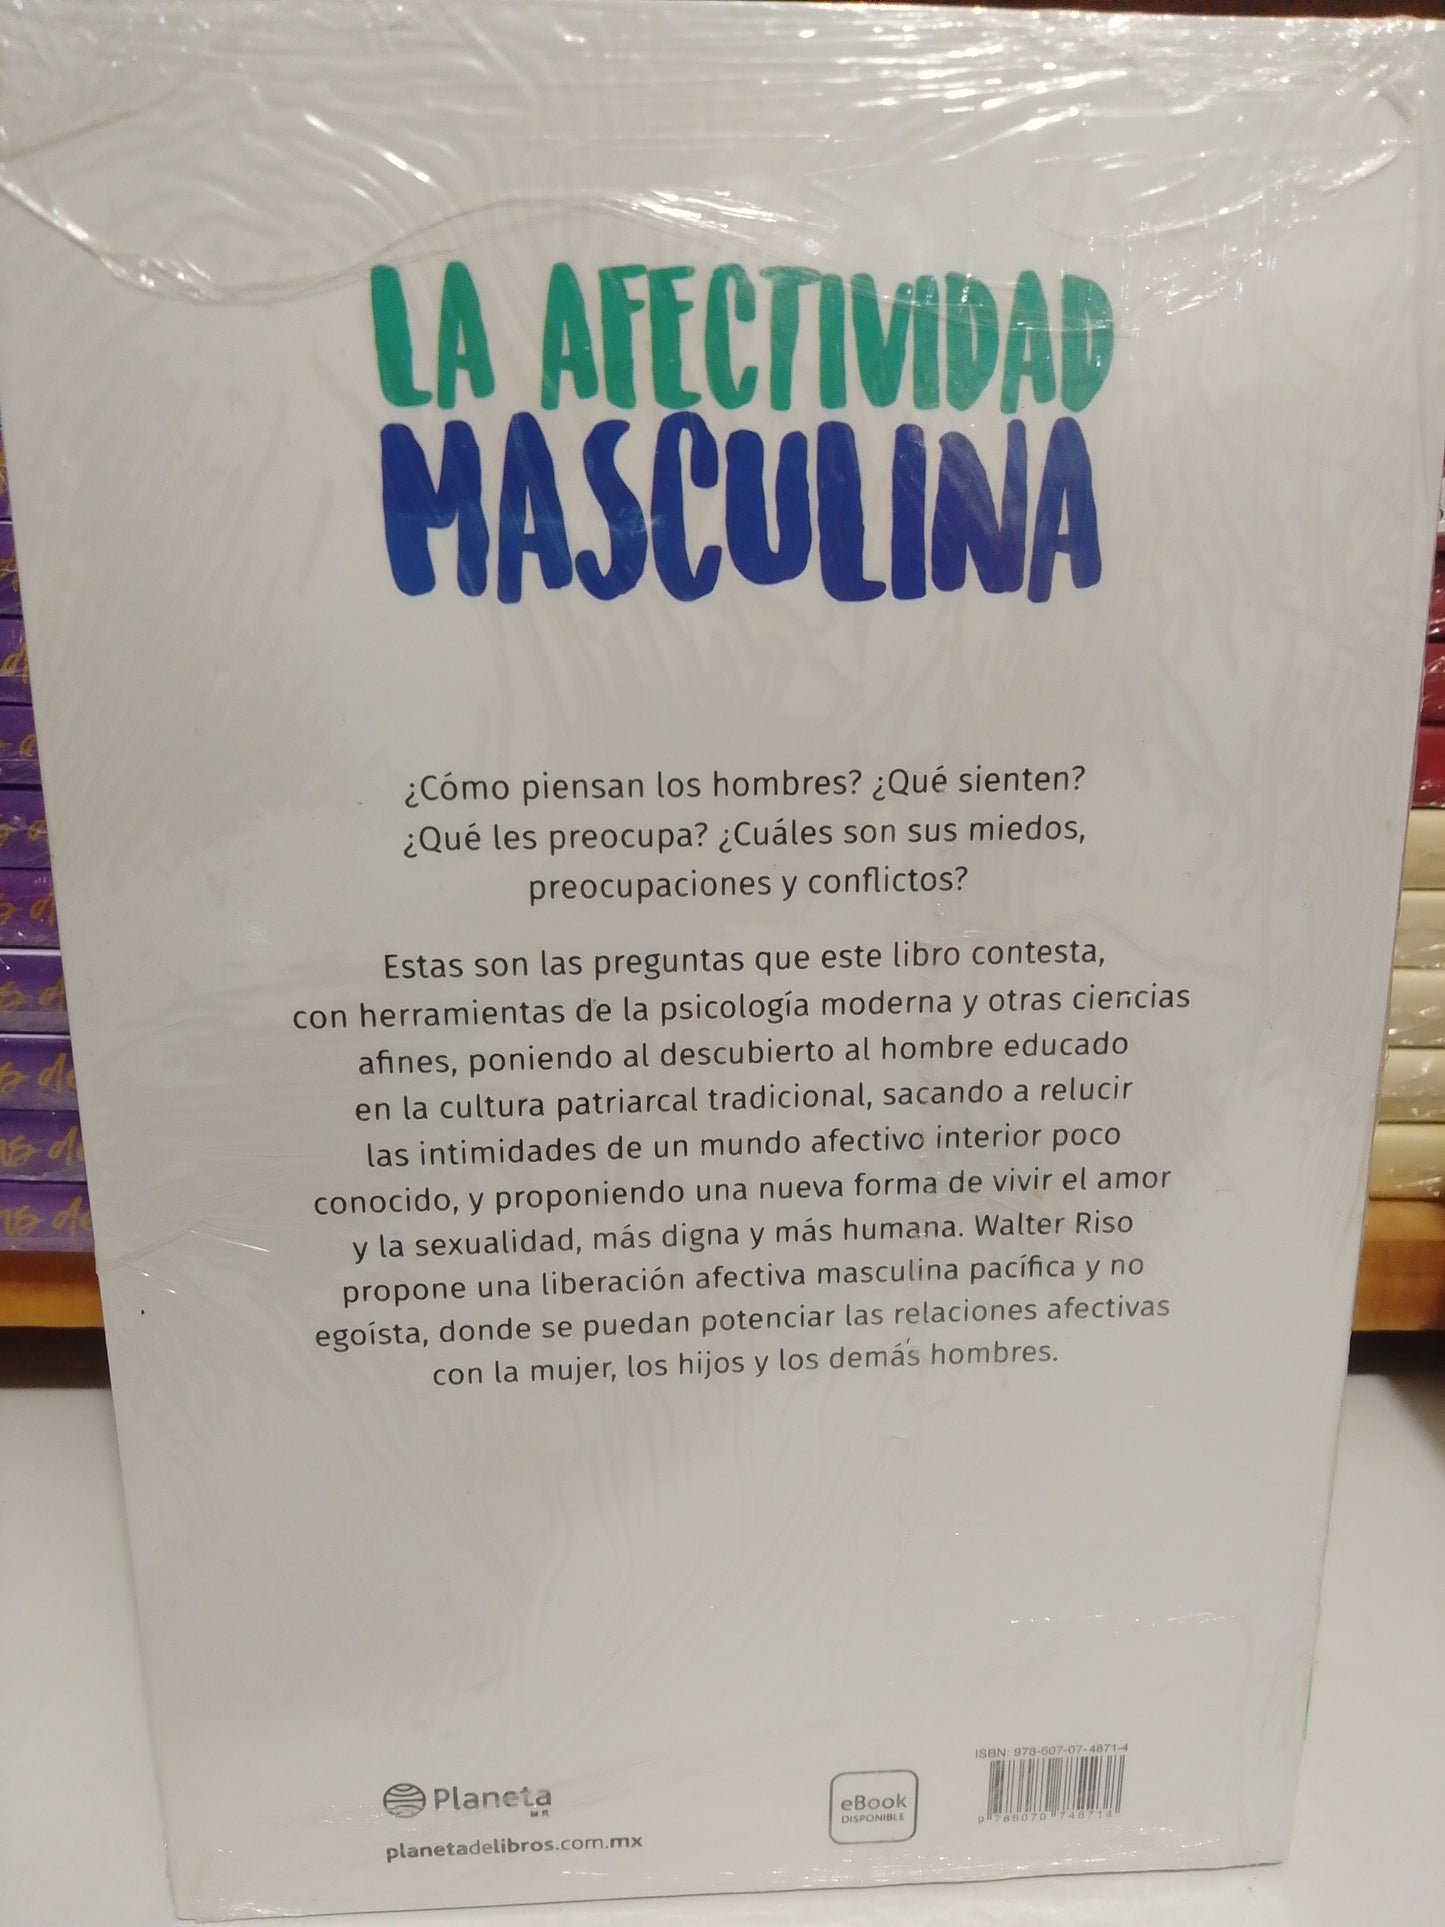 LA AFECTIVIDAD
MASCULINA
¿Cómo piensan los hombres? ¿Qué sienten?
¿Qué les preocupa? ¿Cuáles son sus miedos,
preocupaciones y conflictos?
Estas son las preguntas que este libro contesta,
con herramientas de la psicología moderna y otras ciencias
afines, poniendo al descubierto al hombre educado
en la cultura patriarcal tradicional, sacando a relucir
las intimidades de un mundo afectivo interior poco
conocido, y proponiendo una nueva forma de vivir el amor
y la sexualidad, más digna y más humana. Walter Riso
propone una liberación afectiva masculina pacífica y no
egoísta, donde se puedan potenciar las relaciones afectivas
con la mujer, los hijos y los demás hombres.
Planeta
M.R.
planetadelibros.com.mx
eBook
DISPONIBLE
ISBN: 978-607-07-4871-4
9 786070 748714